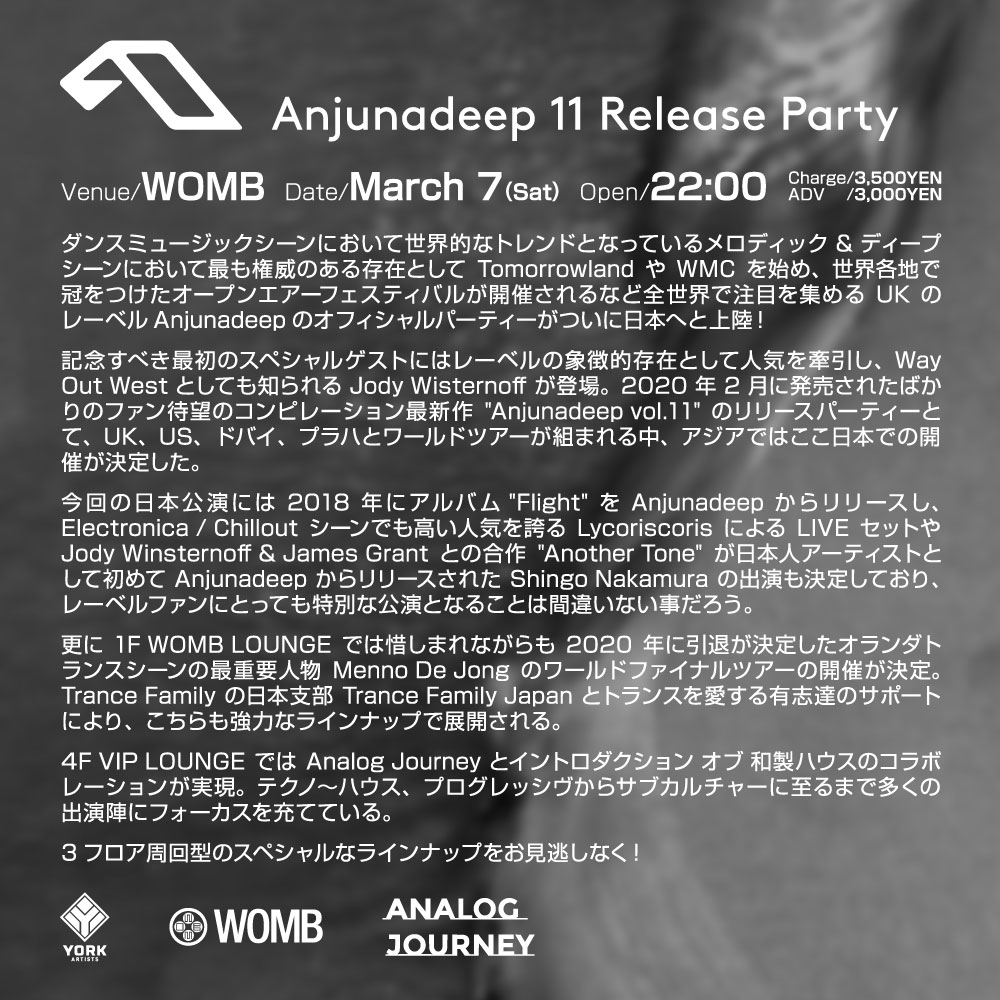 Anjunadeep 11 Release Party
Venue/WOMB Date/March 7(Sat) Open/22:00 Charge/3,500YEN
ADV /3,000YEN
ダンスミュージックシーンにおいて世界的なトレンドとなっているメロディック & ディープ
シーンにおいて最も権威のある存在として Tomorrowland や WMC を始め、世界各地で
冠をつけたオープンエアーフェスティバルが開催されるなど全世界で注目を集める UK の
レーベル Anjunadeep のオフィシャルパーティーがついに日本へと上陸!
記念すべき最初のスペシャルゲストにはレーベルの象徴的存在として人気を牽引し、Way
Out West としても知られる Jody Wisternoff が登場。2020 年 2 月に発売されたばか
りのファン待望のコンピレーション最新作 "Anjunadeep vol.11" のリリースパーティーと
て、UK、US、ドバイ、プラハとワールドツアーが組まれる中、アジアではここ日本での開
催が決定した。
今回の日本公演には 2018 年にアルバム "Flight" を Anjunadeep からリリースし、
Electronica / Chillout シーンでも高い人気を誇る Lycoriscoris による LIVE セットや
Jody Winsternoff & James Grant との合作 "Another Tone" が日本人アーティストと
して初めて Anjunadeep からリリースされた Shingo Nakamura の出演も決定しており、
レーベルファンにとっても特別な公演となることは間違いない事だろう。
更に 1F WOMB LOUNGE では惜しまれながらも 2020 年に引退が決定したオランダト
ランスシーンの最重要人物 Menno De Jong のワールドファイナルツアーの開催が決定。
Trance Family の日本支部 Trance Family Japan とトランスを愛する有志達のサポート
により、こちらも強力なラインナップで展開される。
4F VIP LOUNGE では Analog Journey とイントロダクション オブ 和製ハウスのコラボ
レーションが実現。テクノ〜ハウス、プログレッシヴからサブカルチャーに至るまで多くの
出演陣にフォーカスを充てている。
3 フロア周回型のスペシャルなラインナップをお見逃しなく!
YORK
ARTISTS
WOMB
ANALOG
JOURNEY